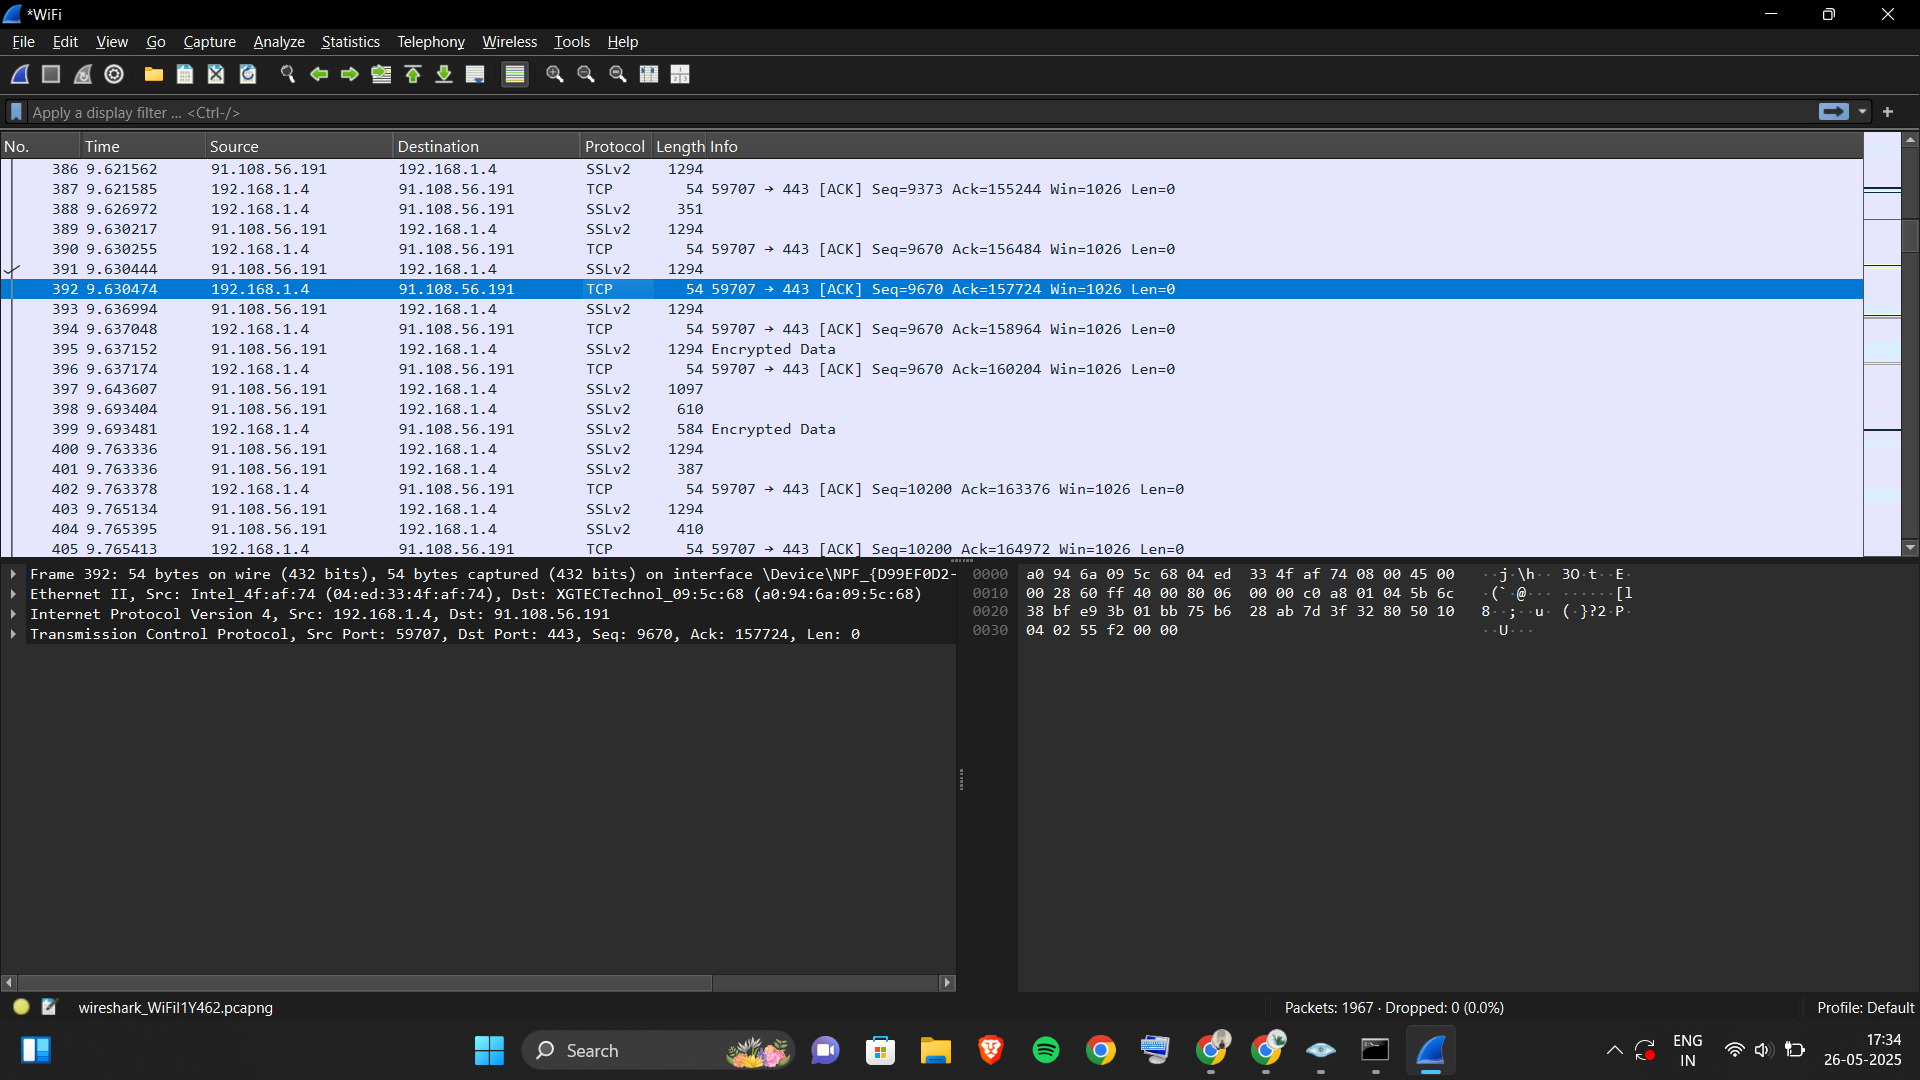 *WiFi
File Edit View Go Capture Analyze Statistics Telephony Wireless Tools Help
Apply a display filter ... <Ctrl-/>
No. Time Source Destination Protocol Length Info
386 9.621562 91.108.56.191 192.168.1.4 SSLv2 1294
387 9.621585 192.168.1.4 91.108.56.191 TCP 54 59707 → 443 [ACK] Seq=9373 Ack=155244 Win=1026 Len=0
388 9.626972 192.168.1.4 91.108.56.191 SSLv2 351
389 9.630217 91.108.56.191 192.168.1.4 SSLv2 1294
390 9.630255 192.168.1.4 91.108.56.191 TCP 54 59707 → 443 [ACK] Seq=9670 Ack=156484 Win=1026 Len=0
391 9.630444 91.108.56.191 192.168.1.4 SSLv2 1294
392 9.630474 192.168.1.4 91.108.56.191 TCP 54 59707 → 443 [ACK] Seq=9670 Ack=157724 Win=1026 Len=0
393 9.636994 91.108.56.191 192.168.1.4 SSLv2 1294
394 9.637048 192.168.1.4 91.108.56.191 TCP 54 59707 → 443 [ACK] Seq=9670 Ack=158964 Win=1026 Len=0
395 9.637152 91.108.56.191 192.168.1.4 SSLv2 1294 Encrypted Data
396 9.637174 192.168.1.4 91.108.56.191 TCP 54 59707 → 443 [ACK] Seq=9670 Ack=160204 Win=1026 Len=0
397 9.643607 91.108.56.191 192.168.1.4 SSLv2 1097
398 9.693404 91.108.56.191 192.168.1.4 SSLv2 610
399 9.693481 192.168.1.4 91.108.56.191 SSLv2 584 Encrypted Data
400 9.763336 91.108.56.191 192.168.1.4 SSLv2 1294
401 9.763336 91.108.56.191 192.168.1.4 SSLv2 387
402 9.763378 192.168.1.4 91.108.56.191 TCP 54 59707 → 443 [ACK] Seq=10200 Ack=163376 Win=1026 Len=0
403 9.765134 91.108.56.191 192.168.1.4 SSLv2 1294
404 9.765395 91.108.56.191 192.168.1.4 SSLv2 410
405 9.765413 192.168.1.4 91.108.56.191 TCP 54 59707 → 443 [ACK] Seq=10200 Ack=164972 Win=1026 Len=0
Frame 392: 54 bytes on wire (432 bits), 54 bytes captured (432 bits) on interface \Device\NPF_{D99EF0D2-
Ethernet II, Src: Intel_4f:af:74 (04:ed:33:4f:af:74), Dst: XGTECTechnol_09:5c:68 (a0:94:6a:09:5c:68)
Internet Protocol Version 4, Src: 192.168.1.4, Dst: 91.108.56.191
Transmission Control Protocol, Src Port: 59707, Dst Port: 443, Seq: 9670, Ack: 157724, Len: 0
0000 a0 94 6a 09 5c 68 04 ed 33 4f af 74 08 00 45 00 ··j·\h·· 3O·t··E·
0010 00 28 60 ff 40 00 80 06 00 00 c0 a8 01 04 5b 6c ·(`·@··· ······[l
0020 38 bf e9 3b 01 bb 75 b6 28 ab 7d 3f 32 80 50 10 8··;··u· (·}?2·P·
0030 04 02 55 f2 00 00 ··U···
wireshark_WiFiI1Y462.pcapng
Packets: 1967 · Dropped: 0 (0.0%)
Profile: Default
Search
ENG
IN
17:34
26-05-2025